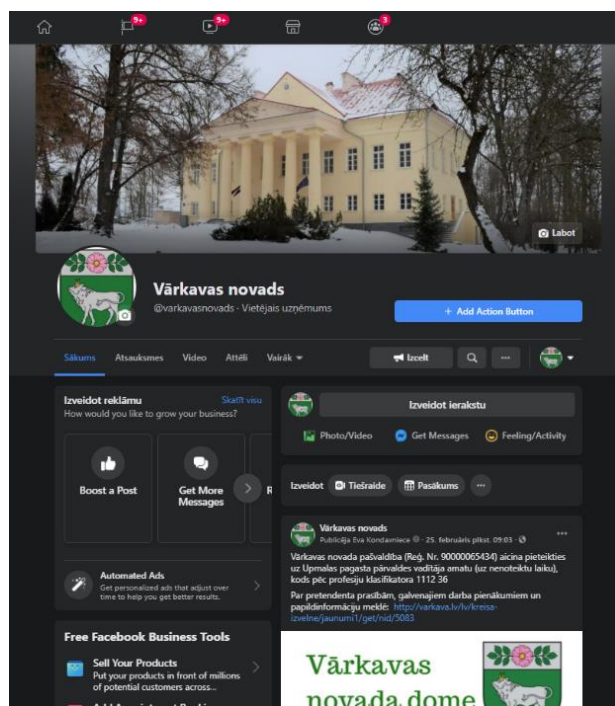 9+
9+
3
Labot
Vārkavas novads
@varkavasnovads · Vietējais uzņēmums
+ Add Action Button
Sākums Atsauksmes Video Attēli Vairāk
Izcelt
Izveidot reklāmu Skatīt visu
How would you like to grow your business?
Boost a Post
Get More
Messages
R
Automated Ads
Get personalized ads that adjust over
time to help you get better results.
Free Facebook Business Tools
Sell Your Products
Put your products in front of millions
of potential customers across...
Izveidot ierakstu
Photo/Video Get Messages Feeling/Activity
Izveidot Tiešraide Pasākums
Vārkavas novads
Publicēja Eva Kondavniece · 25. februāris plkst. 09:03 ·
Vārkavas novada pašvaldība (Reģ. Nr. 90000065434) aicina pieteikties
uz Upmalas pagasta pārvaldes vadītāja amatu (uz nenoteiktu laiku),
kods pēc profesiju klasifikatora 1112 36
Par pretendenta prasībām, galvenajiem darba pienākumiem un
papildinformāciju meklē: http://varkava.lv/lv/kreisa-
izvelne/jaunumi1/get/nid/5083
Vārkavas
novada dome